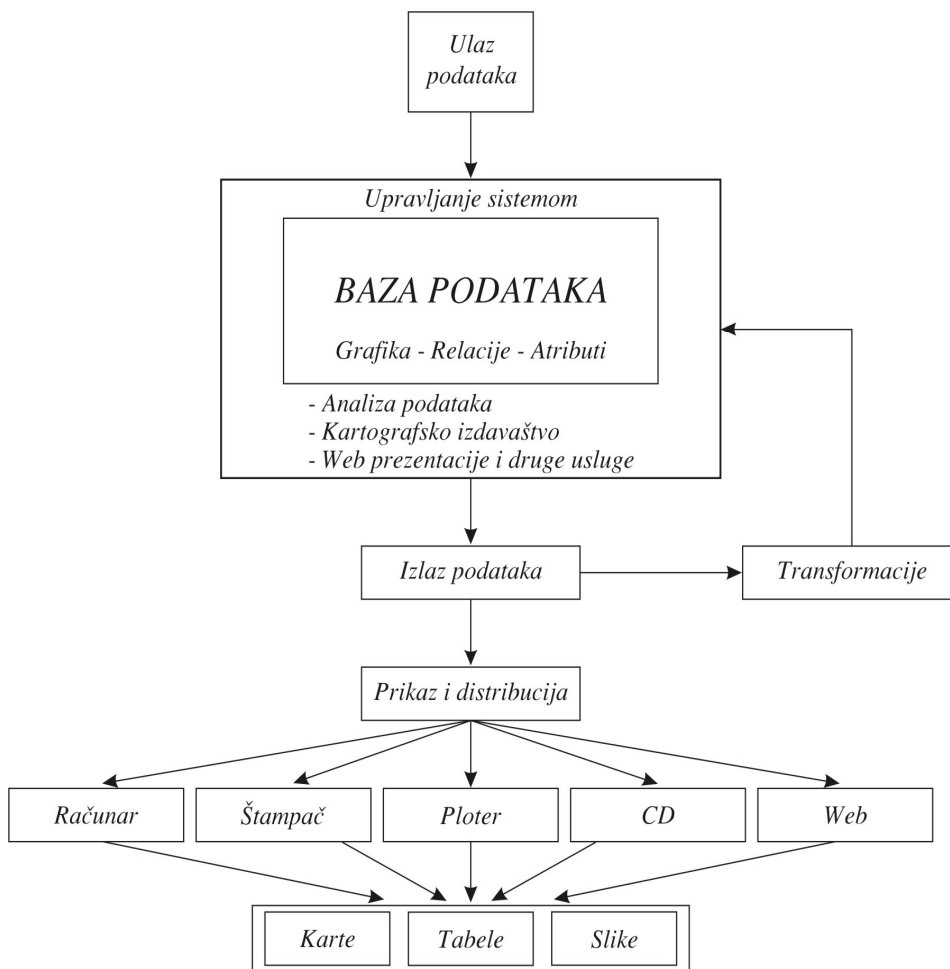 Ulaz
podataka
Upravljanje sistemom
BAZA PODATAKA
Grafika - Relacije - Atributi
- Analiza podataka
- Kartografsko izdavaštvo
- Web prezentacije i druge usluge
Izlaz podataka
Transformacije
Prikaz i distribucija
Računar
Štampač
Ploter
CD
Web
Karte
Tabele
Slike